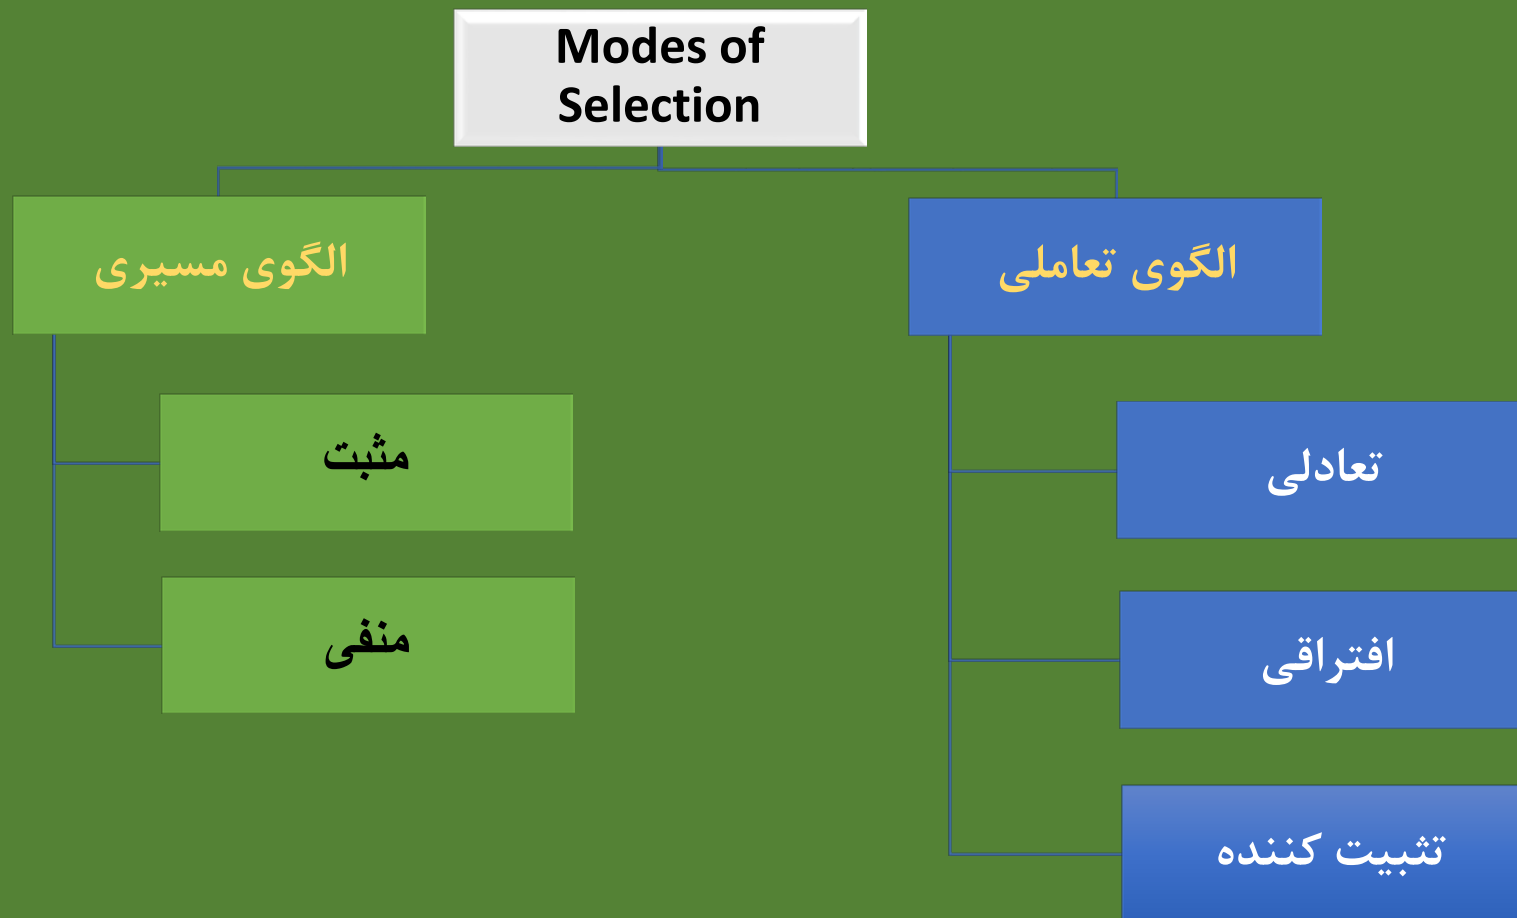 Modes of
Selection
الگوی مسیری
الگوی تعاملی
مثبت
منفی
تعادلی
افتراقی
تثبیت کننده